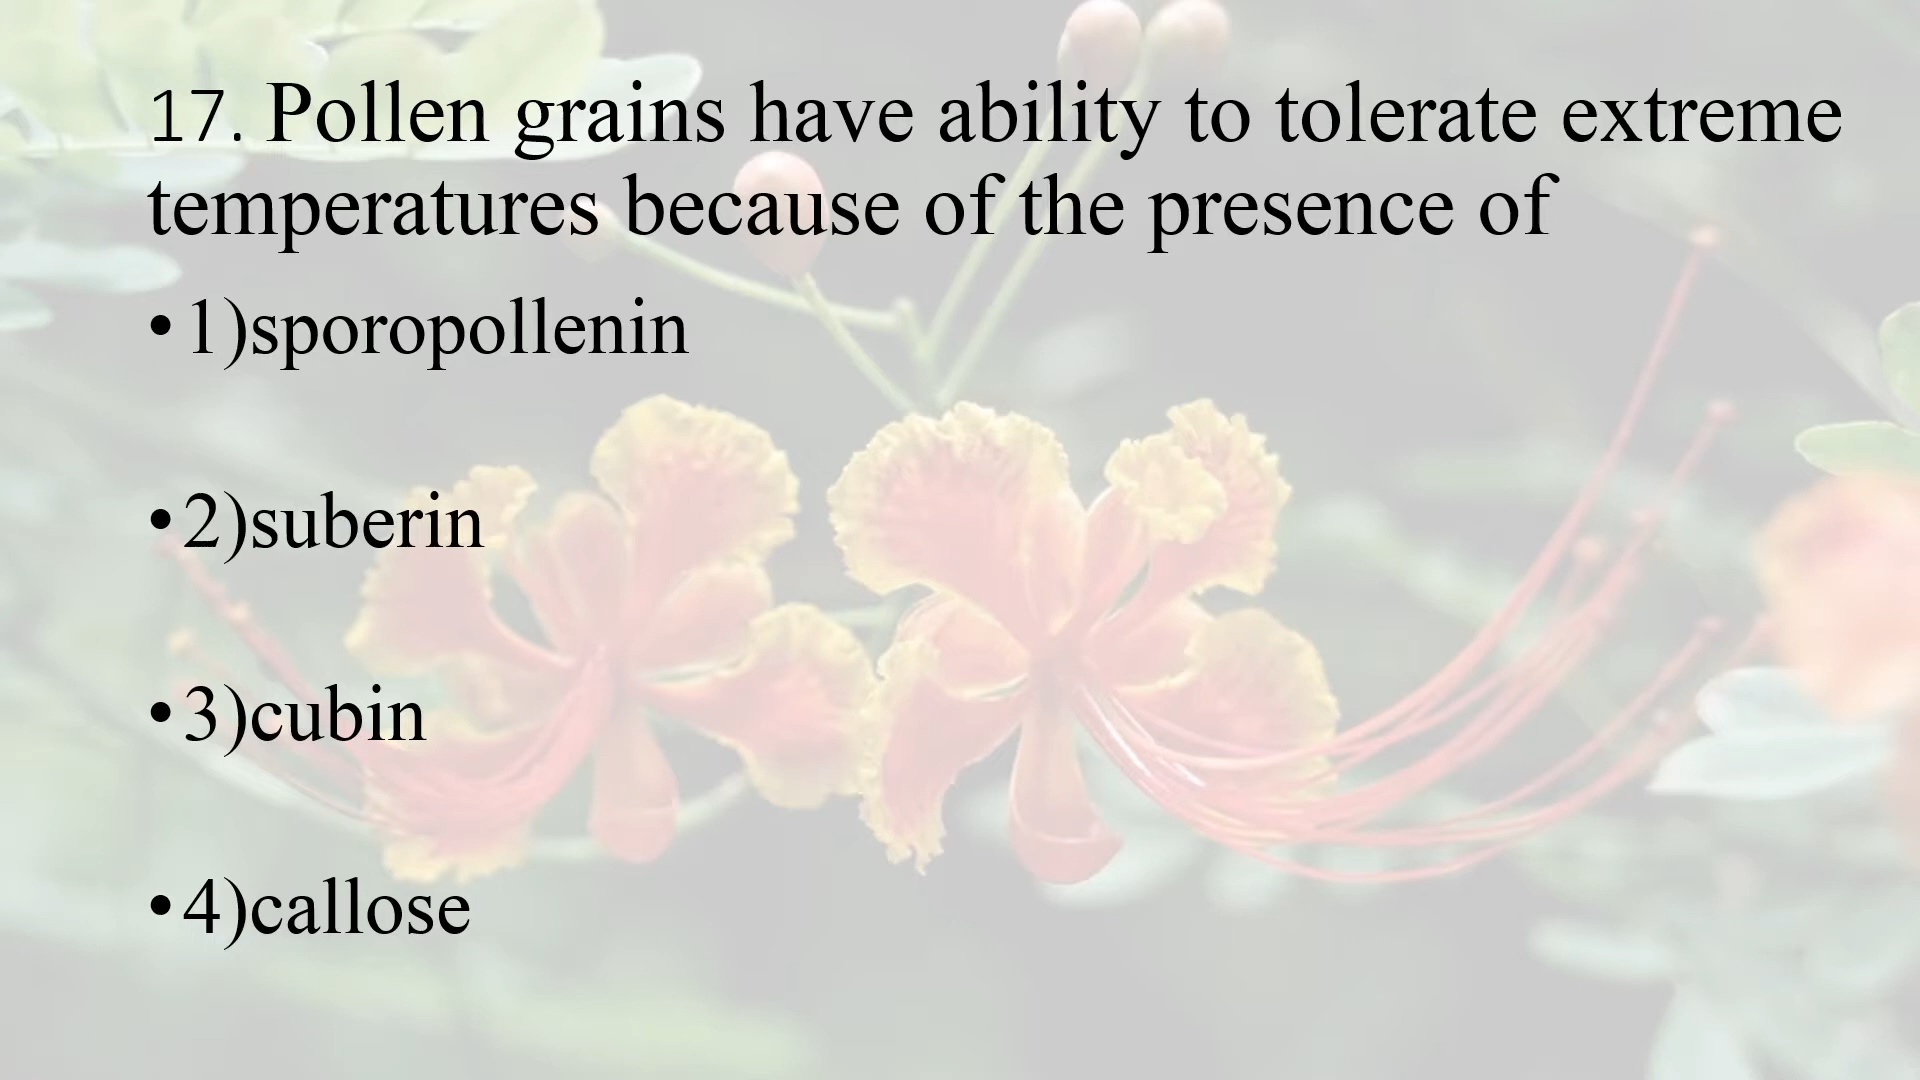 17. Pollen grains have ability to tolerate extreme
temperatures because of the presence of
• 1)sporopollenin
• 2)suberin
• 3)cubin
• 4)callose